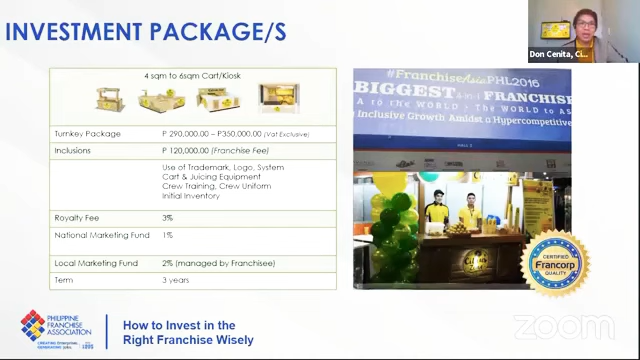 INVESTMENT PACKAGE/S
Don Cenita, Ci...
4 sqm to 6sqm Cart/Kiosk
Turnkey Package P 290,000.00 – P350,000.00 (Vat Exclusive)
Inclusions P 120,000.00 (Franchise Fee)
Use of Trademark, Logo, System
Cart & Juicing Equipment
Crew Training, Crew Uniform
Initial Inventory
Royalty Fee 3%
National Marketing Fund 1%
Local Marketing Fund 2% (managed by Franchisee)
Term 3 years
#FranchiseAsiaPHL2016
BIGGEST FRANCHISE
A TO THE WORLD • THE WORLD TO AS
Inclusive Growth Amidst a Hypercompetitive
CERTIFIED
Francorp
QUALITY
PHILIPPINE
FRANCHISE
ASSOCIATION
How to Invest in the
Right Franchise Wisely
zoom